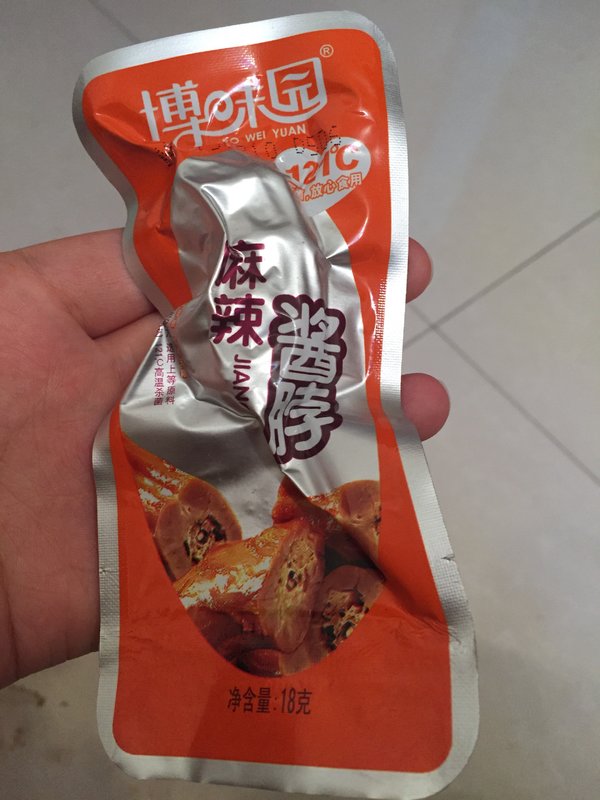 博味园®
BO WEI YUAN
121℃
放心食用
麻辣
酱脖
JIAN
选用上等原料
121℃高温杀菌
净含量:18克